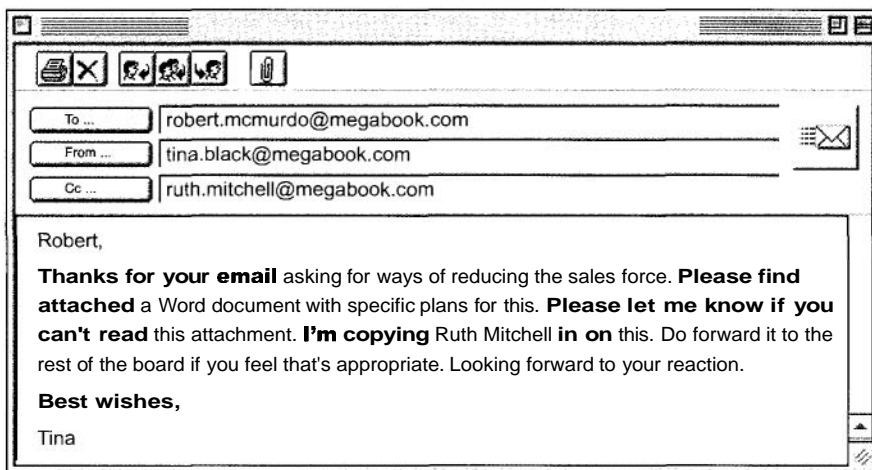 To ...
robert.mcmurdo@megabook.com
From ...
tina.black@megabook.com
Cc ...
ruth.mitchell@megabook.com
Robert,
Thanks for your email asking for ways of reducing the sales force. Please find
attached a Word document with specific plans for this. Please let me know if you
can't read this attachment. I'm copying Ruth Mitchell in on this. Do forward it to the
rest of the board if you feel that's appropriate. Looking forward to your reaction.
Best wishes,
Tina